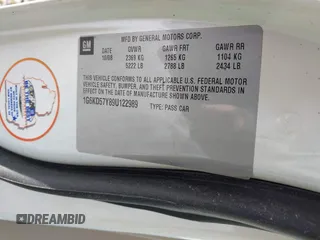 GM
MFD BY GENERAL MOTORS CORP.
DATE GVWR GAWR FRT GAWR RR
10/08 2369 KG 1265 KG 1104 KG
5222 LB 2788 LB 2434 LB
THIS VEHICLE CONFORMS TO ALL APPLICABLE U.S. FEDERAL MOTOR
VEHICLE SAFETY, BUMPER, AND THEFT PREVENTION STANDARDS IN
EFFECT ON THE DATE OF MANUFACTURE SHOWN ABOVE.
1G6KD57Y89U122989 TYPE: PASS CAR
DREAMBID